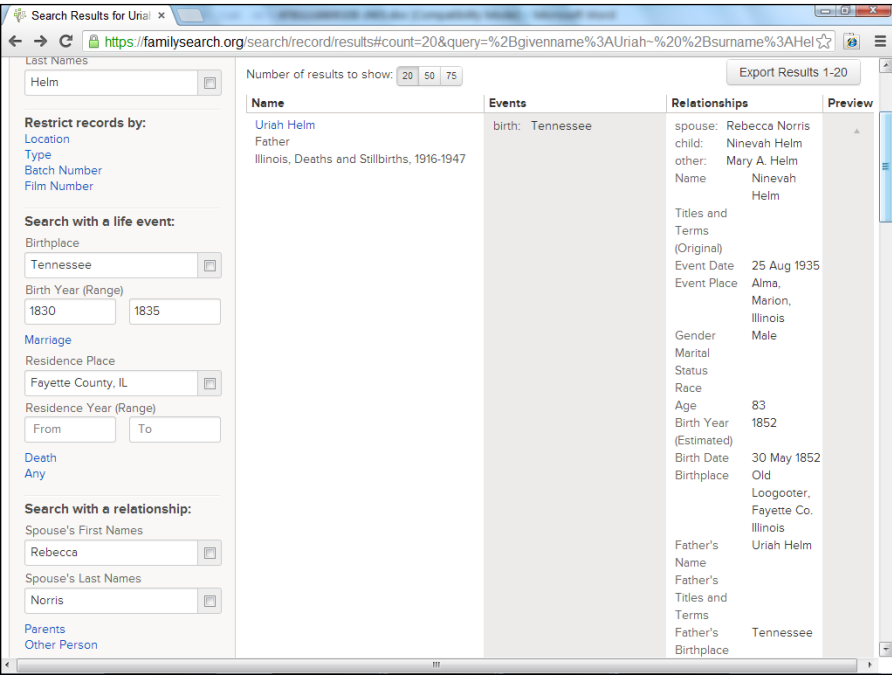 Search Results for Uriah
https://familysearch.org/search/record/results#count=20&query=%2Bgivenname%3AUriah~%20%2Bsurname%3AHel
Last Names
Helm
Restrict records by:
Location
Type
Batch Number
Film Number
Search with a life event:
Birthplace
Tennessee
Birth Year (Range)
1830 1835
Marriage
Residence Place
Fayette County, IL
Residence Year (Range)
From To
Death
Any
Search with a relationship:
Spouse's First Names
Rebecca
Spouse's Last Names
Norris
Parents
Other Person
Number of results to show: 20 50 75
Export Results 1-20
Name Events Relationships Preview
Uriah Helm
Father
Illinois, Deaths and Stillbirths, 1916-1947
birth: Tennessee
spouse: Rebecca Norris
child: Ninevah Helm
other: Mary A. Helm
Name Ninevah
Helm
Titles and
Terms
(Original)
Event Date 25 Aug 1935
Event Place Alma,
Marion,
Illinois
Gender Male
Marital
Status
Race
Age 83
Birth Year 1852
(Estimated)
Birth Date 30 May 1852
Birthplace Old
Loogooter,
Fayette Co.
Illinois
Father's Uriah Helm
Name
Father's
Titles and
Terms
Father's Tennessee
Birthplace